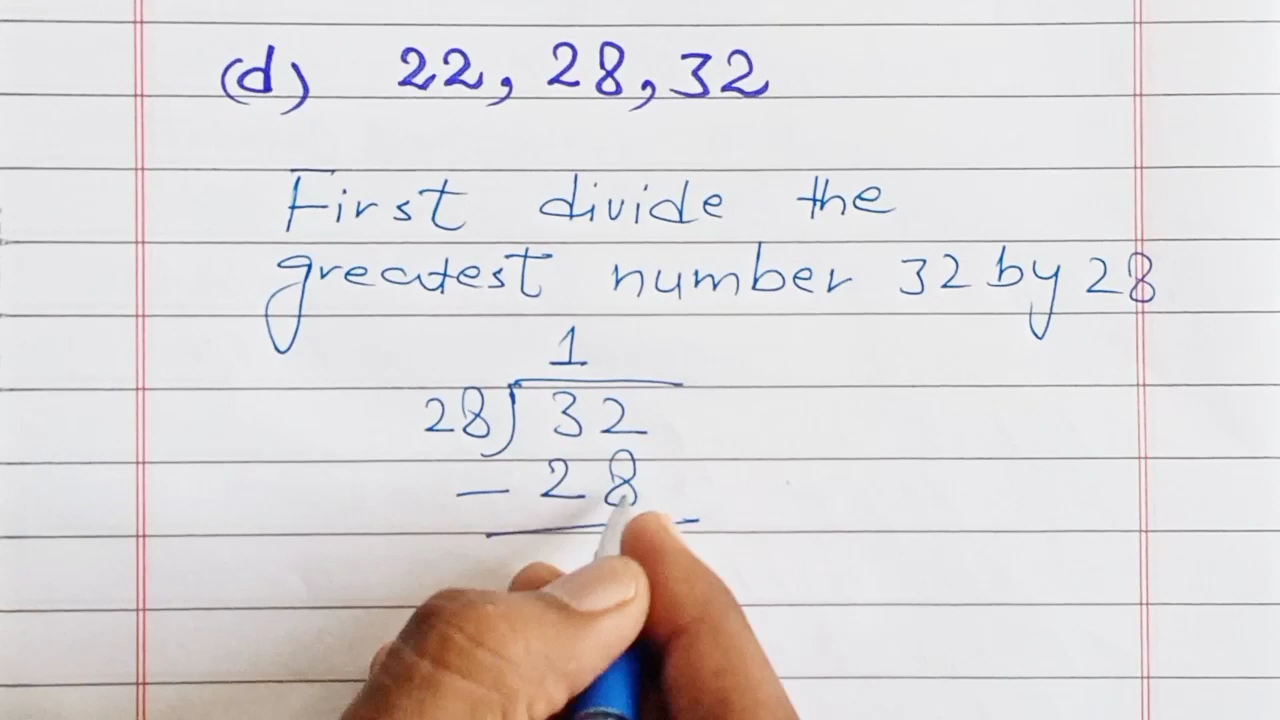 (d) 22, 28, 32
First divide the
greatest number 32 by 28
1
28) 32
- 28